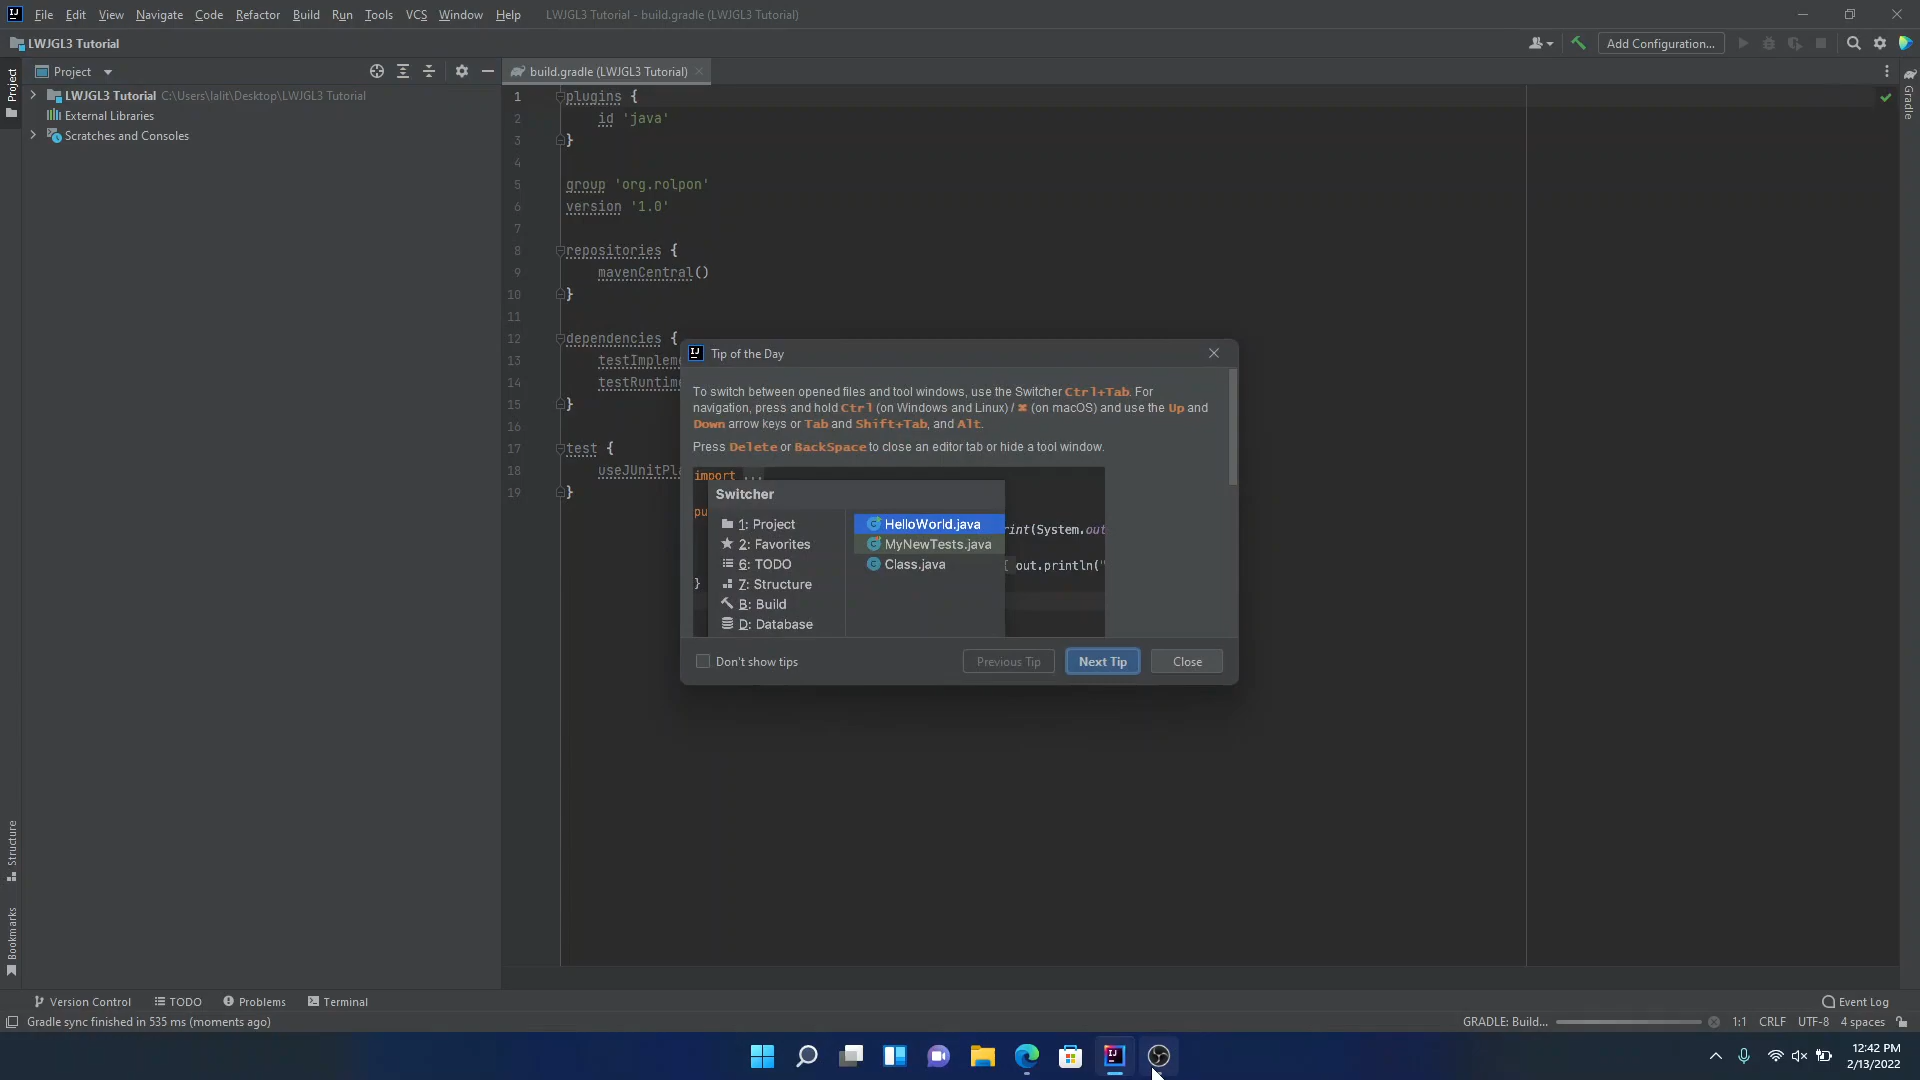 File Edit View Navigate Code Refactor Build Run Tools VCS Window Help LWJGL3 Tutorial - build.gradle (LWJGL3 Tutorial)
LWJGL3 Tutorial
Add Configuration...
Project
build.gradle (LWJGL3 Tutorial)
Project
Gradle
LWJGL3 Tutorial C:\Users\lalit\Desktop\LWJGL3 Tutorial
External Libraries
Scratches and Consoles
1 plugins {
2 id 'java'
3 }
4
5 group 'org.rolpon'
6 version '1.0'
7
8 repositories {
9 mavenCentral()
10 }
11
12 dependencies {
13 testImpleme
14 testRuntime
15 }
16
17 test {
18 useJUnitPla
19 }
Tip of the Day
To switch between opened files and tool windows, use the Switcher Ctrl+Tab. For
navigation, press and hold Ctrl (on Windows and Linux) / ⌘ (on macOS) and use the Up and
Down arrow keys or Tab and Shift+Tab, and Alt.
Press Delete or BackSpace to close an editor tab or hide a tool window.
import ...
Switcher
pu
1: Project
2: Favorites
6: TODO
7: Structure
B: Build
D: Database
HelloWorld.java
MyNewTests.java
Class.java
rint(System.out
out.println("
}
Don't show tips
Previous Tip
Next Tip
Close
Structure
Bookmarks
Version Control
TODO
Problems
Terminal
Event Log
Gradle sync finished in 535 ms (moments ago)
GRADLE: Build...
1:1 CRLF UTF-8 4 spaces
12:42 PM
2/13/2022